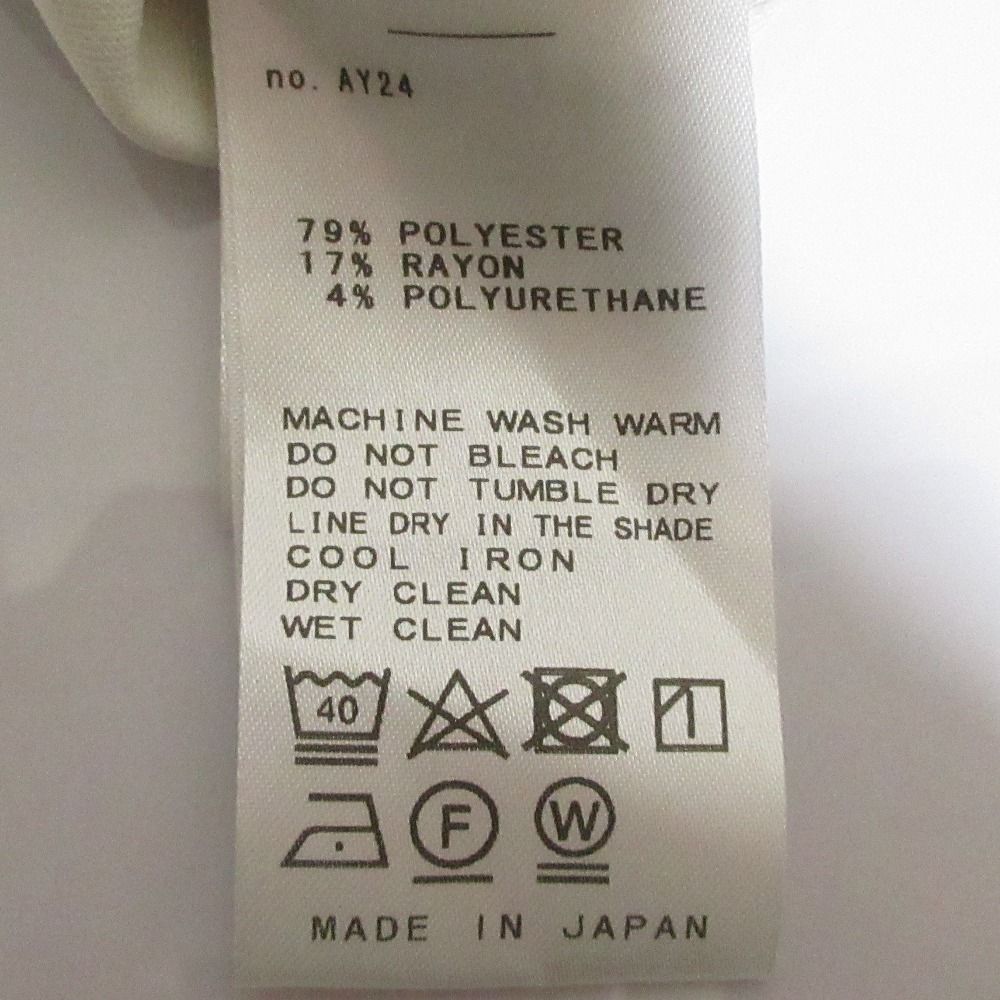 no. AY24
79% POLYESTER
17% RAYON
4% POLYURETHANE
MACHINE WASH WARM
DO NOT BLEACH
DO NOT TUMBLE DRY
LINE DRY IN THE SHADE
COOL IRON
DRY CLEAN
WET CLEAN
40
F W
MADE IN JAPAN